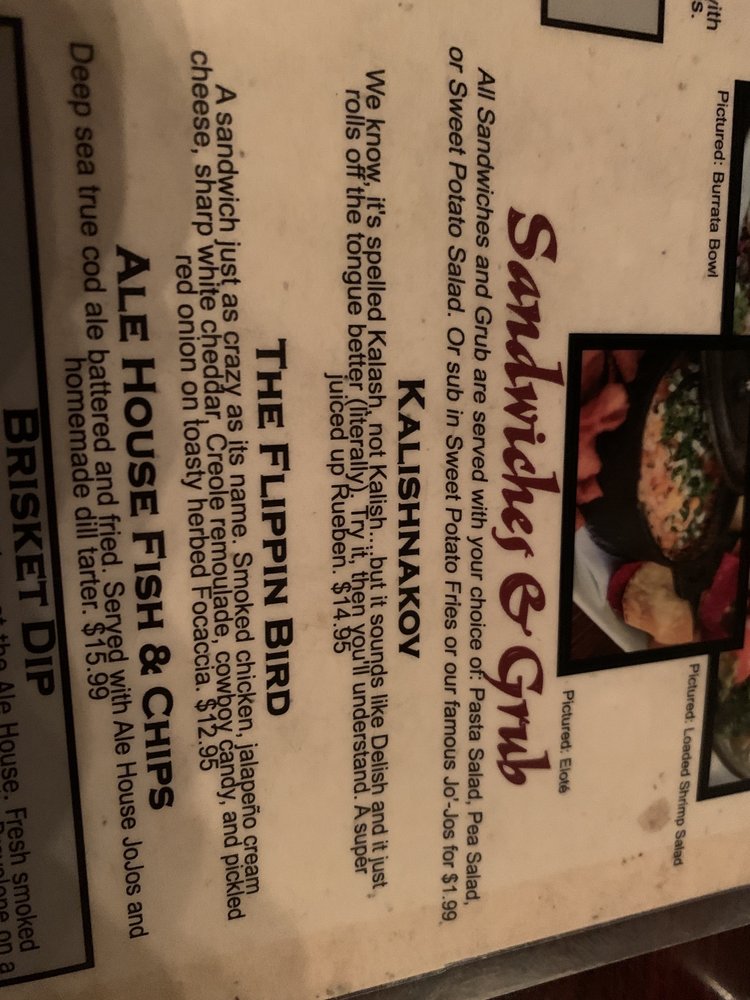 with
s.
Pictured: Burrata Bowl
Pictured: Loaded Shrimp Salad
Pictured: Eloté
Sandwiches & Grub
All Sandwiches and Grub are served with your choice of: Pasta Salad, Pea Salad,
or Sweet Potato Salad. Or sub in Sweet Potato Fries or our famous Jo'-Jos for $1.99
KALISHNAKOV
We know, it's spelled Kalash, not Kalish....but it sounds like Delish and it just
rolls off the tongue better (literally). Try it, then you'll understand. A super
juiced up Rueben. $14.95
THE FLIPPIN BIRD
A sandwich just as crazy as its name. Smoked chicken, jalapeño cream
cheese, sharp white cheddar, Creole remoulade, cowboy candy, and pickled
red onion on toasty herbed Focaccia. $12.95
ALE HOUSE FISH & CHIPS
Deep sea true cod ale battered and fried. Served with Ale House JoJos and
homemade dill tarter. $15.99
BRISKET DIP
at the Ale House. Fresh smoked
Provolone on a